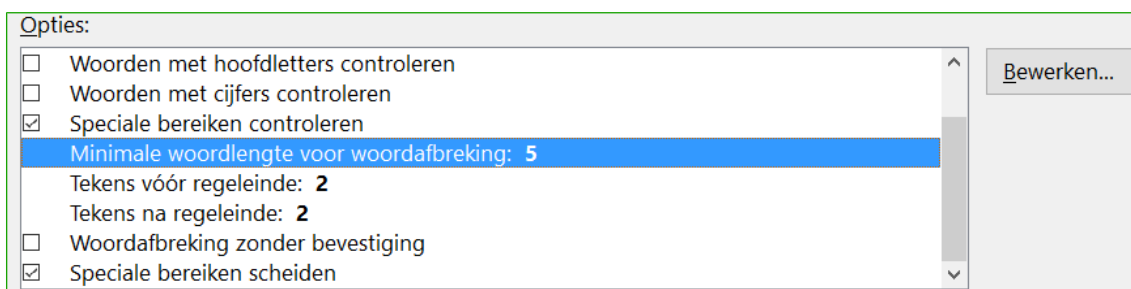 Opties:
Woorden met hoofdletters controleren
Bewerken...
Woorden met cijfers controleren
Speciale bereiken controleren
Minimale woordlengte voor woordafbreking: 5
Tekens vóór regeleinde: 2
Tekens na regeleinde: 2
Woordafbreking zonder bevestiging
Speciale bereiken scheiden